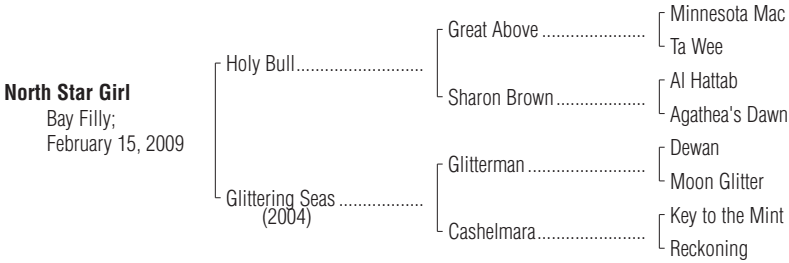 North Star Girl
Bay Filly;
February 15, 2009
Holy Bull...........................
Glittering Seas ..................
(2004)
Great Above ......................
Sharon Brown ...................
Glitterman .........................
Cashelmara.......................
Minnesota Mac
Ta Wee
Al Hattab
Agathea's Dawn
Dewan
Moon Glitter
Key to the Mint
Reckoning